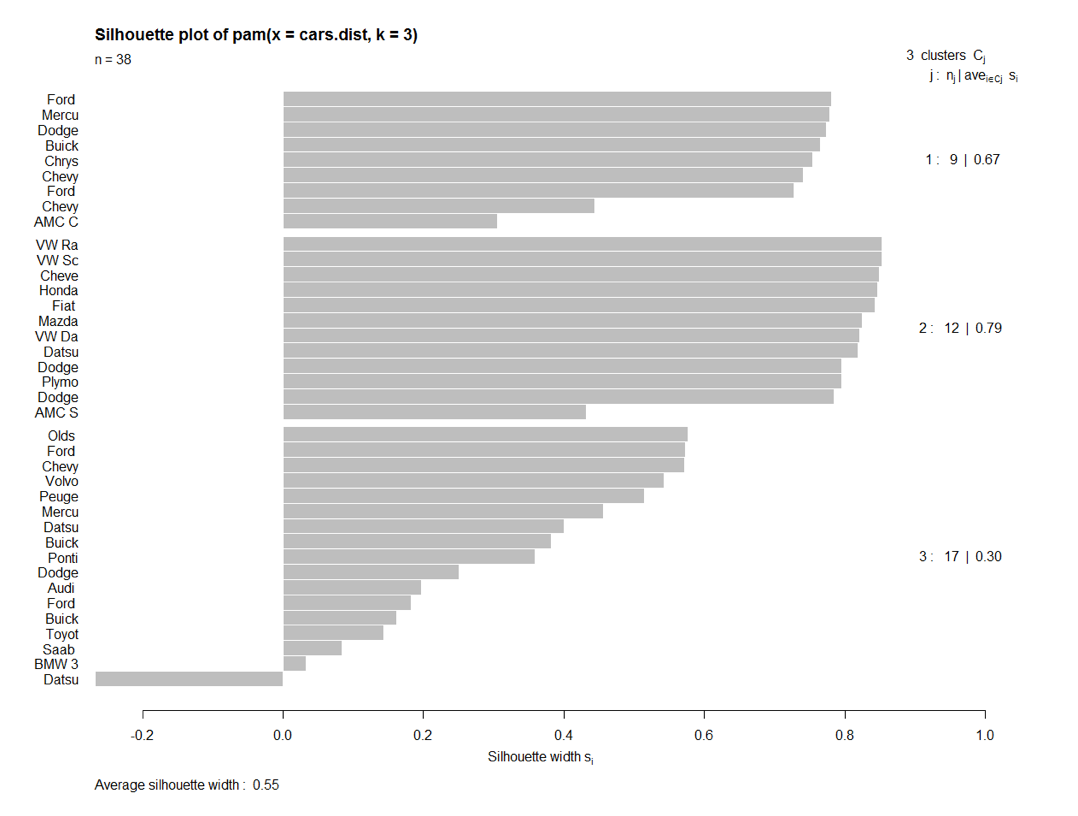 Silhouette plot of pam(x = cars.dist, k = 3)
n = 38
3 clusters Cj
j : nj | avei∈Cj si
Ford
Mercu
Dodge
Buick
Chrys
Chevy
Ford
Chevy
AMC C
1 : 9 | 0.67
VW Ra
VW Sc
Cheve
Honda
Fiat
Mazda
VW Da
Datsu
Dodge
Plymo
Dodge
AMC S
2 : 12 | 0.79
Olds
Ford
Chevy
Volvo
Peuge
Mercu
Datsu
Buick
Ponti
Dodge
Audi
Ford
Buick
Toyot
Saab
BMW 3
Datsu
3 : 17 | 0.30
-0.2 0.0 0.2 0.4 0.6 0.8 1.0
Silhouette width si
Average silhouette width : 0.55